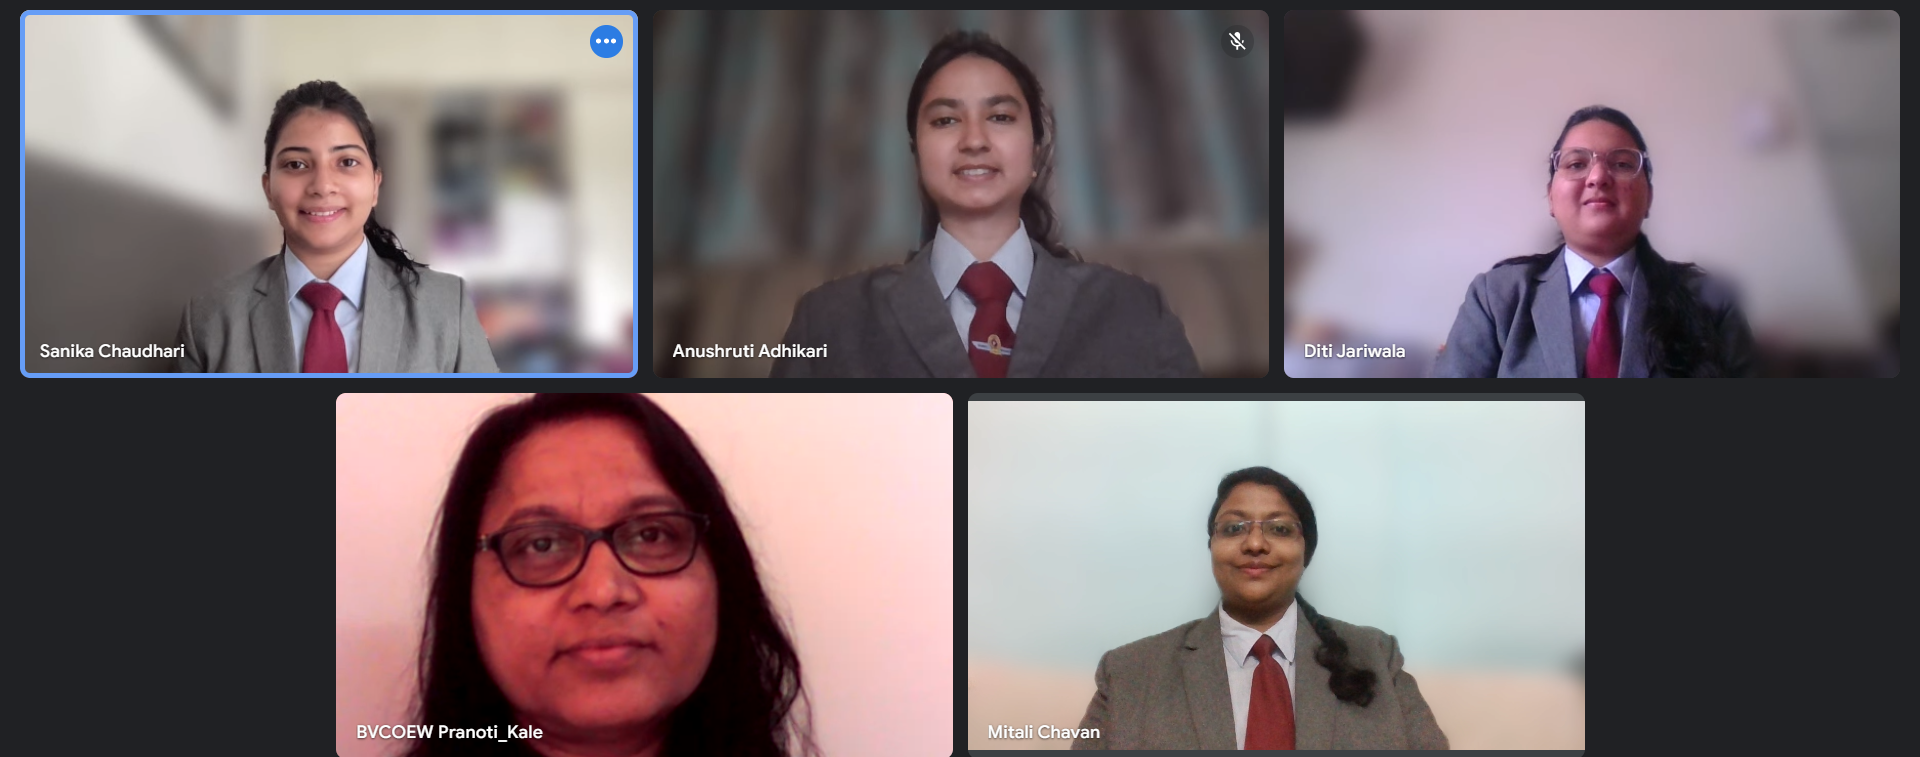 Sanika Chaudhari
Anushruti Adhikari
Diti Jariwala
BVCOEW Pranoti_Kale
Mitali Chavan